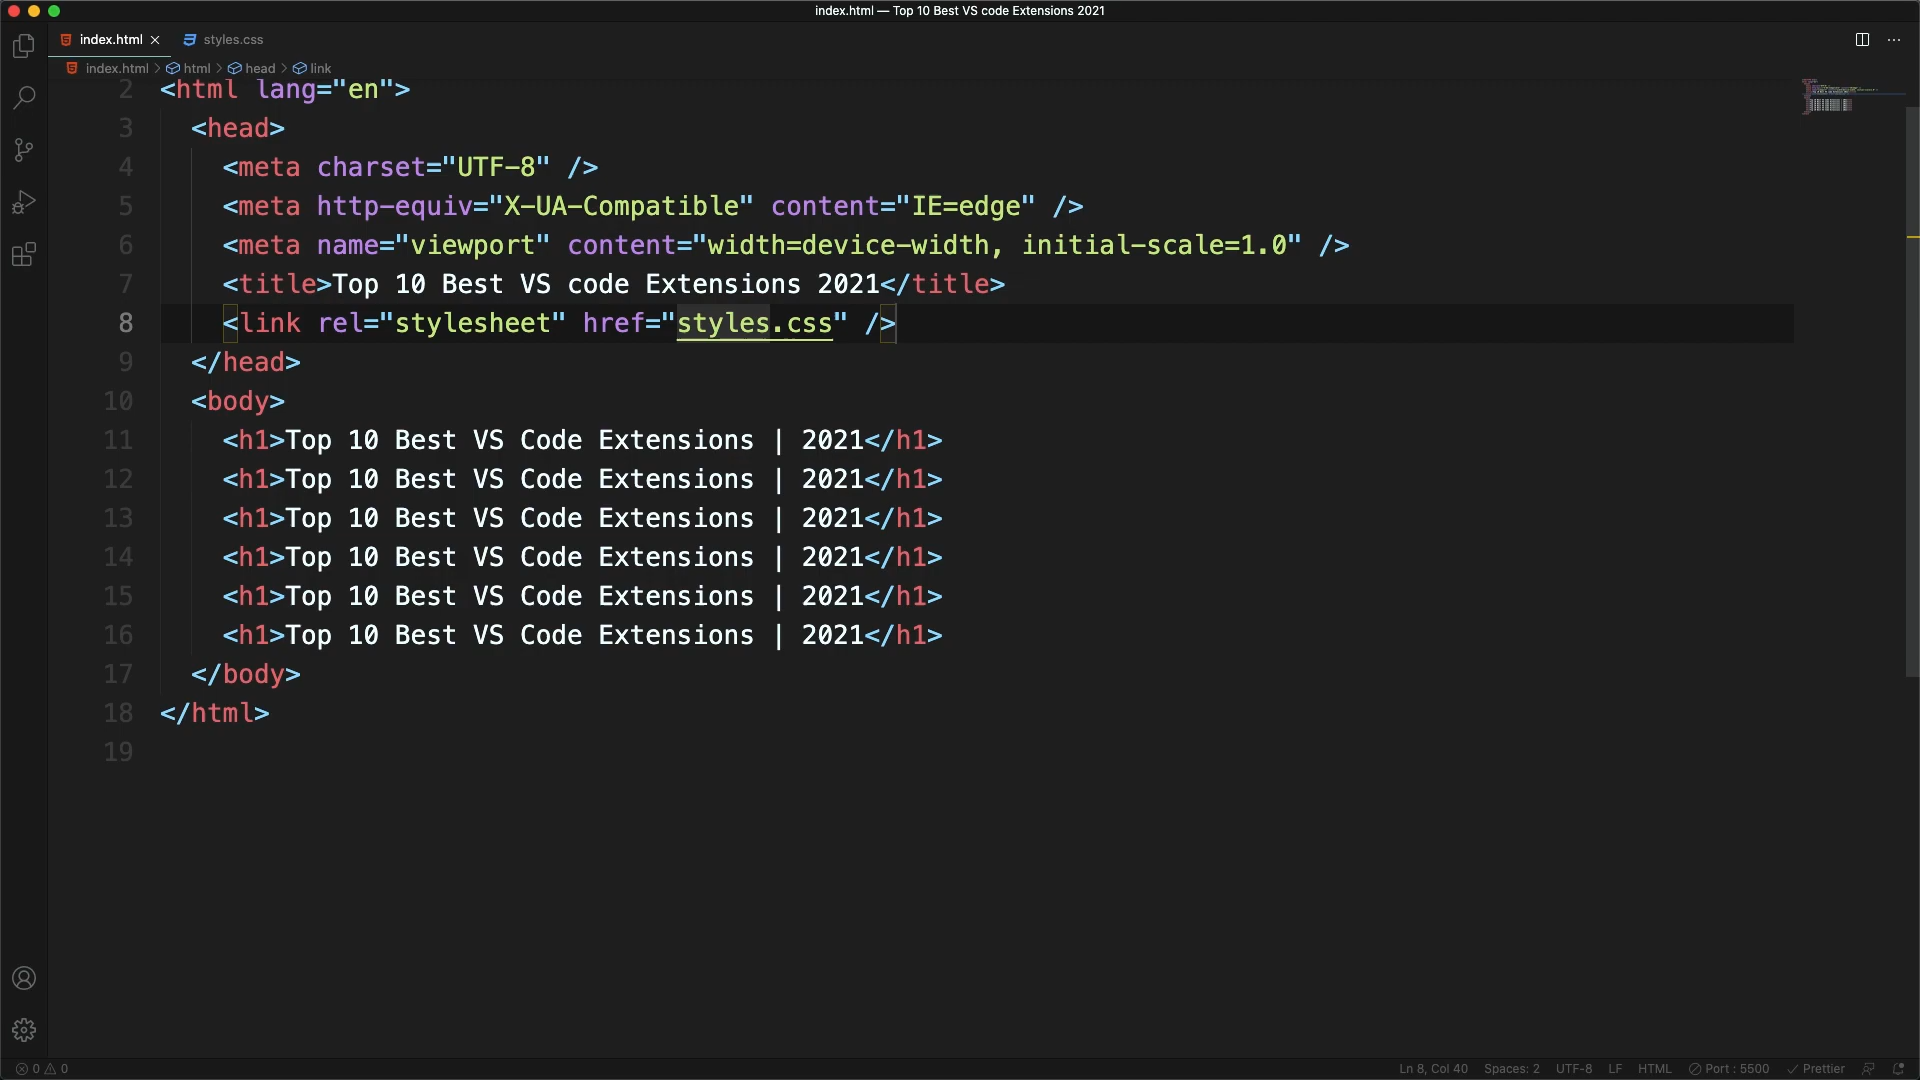 index.html — Top 10 Best VS code Extensions 2021
index.html styles.css
index.html > html > head > link
2 <html lang="en">
3 <head>
4 <meta charset="UTF-8" />
5 <meta http-equiv="X-UA-Compatible" content="IE=edge" />
6 <meta name="viewport" content="width=device-width, initial-scale=1.0" />
7 <title>Top 10 Best VS code Extensions 2021</title>
8 <link rel="stylesheet" href="styles.css" />
9 </head>
10 <body>
11 <h1>Top 10 Best VS Code Extensions | 2021</h1>
12 <h1>Top 10 Best VS Code Extensions | 2021</h1>
13 <h1>Top 10 Best VS Code Extensions | 2021</h1>
14 <h1>Top 10 Best VS Code Extensions | 2021</h1>
15 <h1>Top 10 Best VS Code Extensions | 2021</h1>
16 <h1>Top 10 Best VS Code Extensions | 2021</h1>
17 </body>
18 </html>
19
0 0 Ln 8, Col 40 Spaces: 2 UTF-8 LF HTML Port : 5500 Prettier